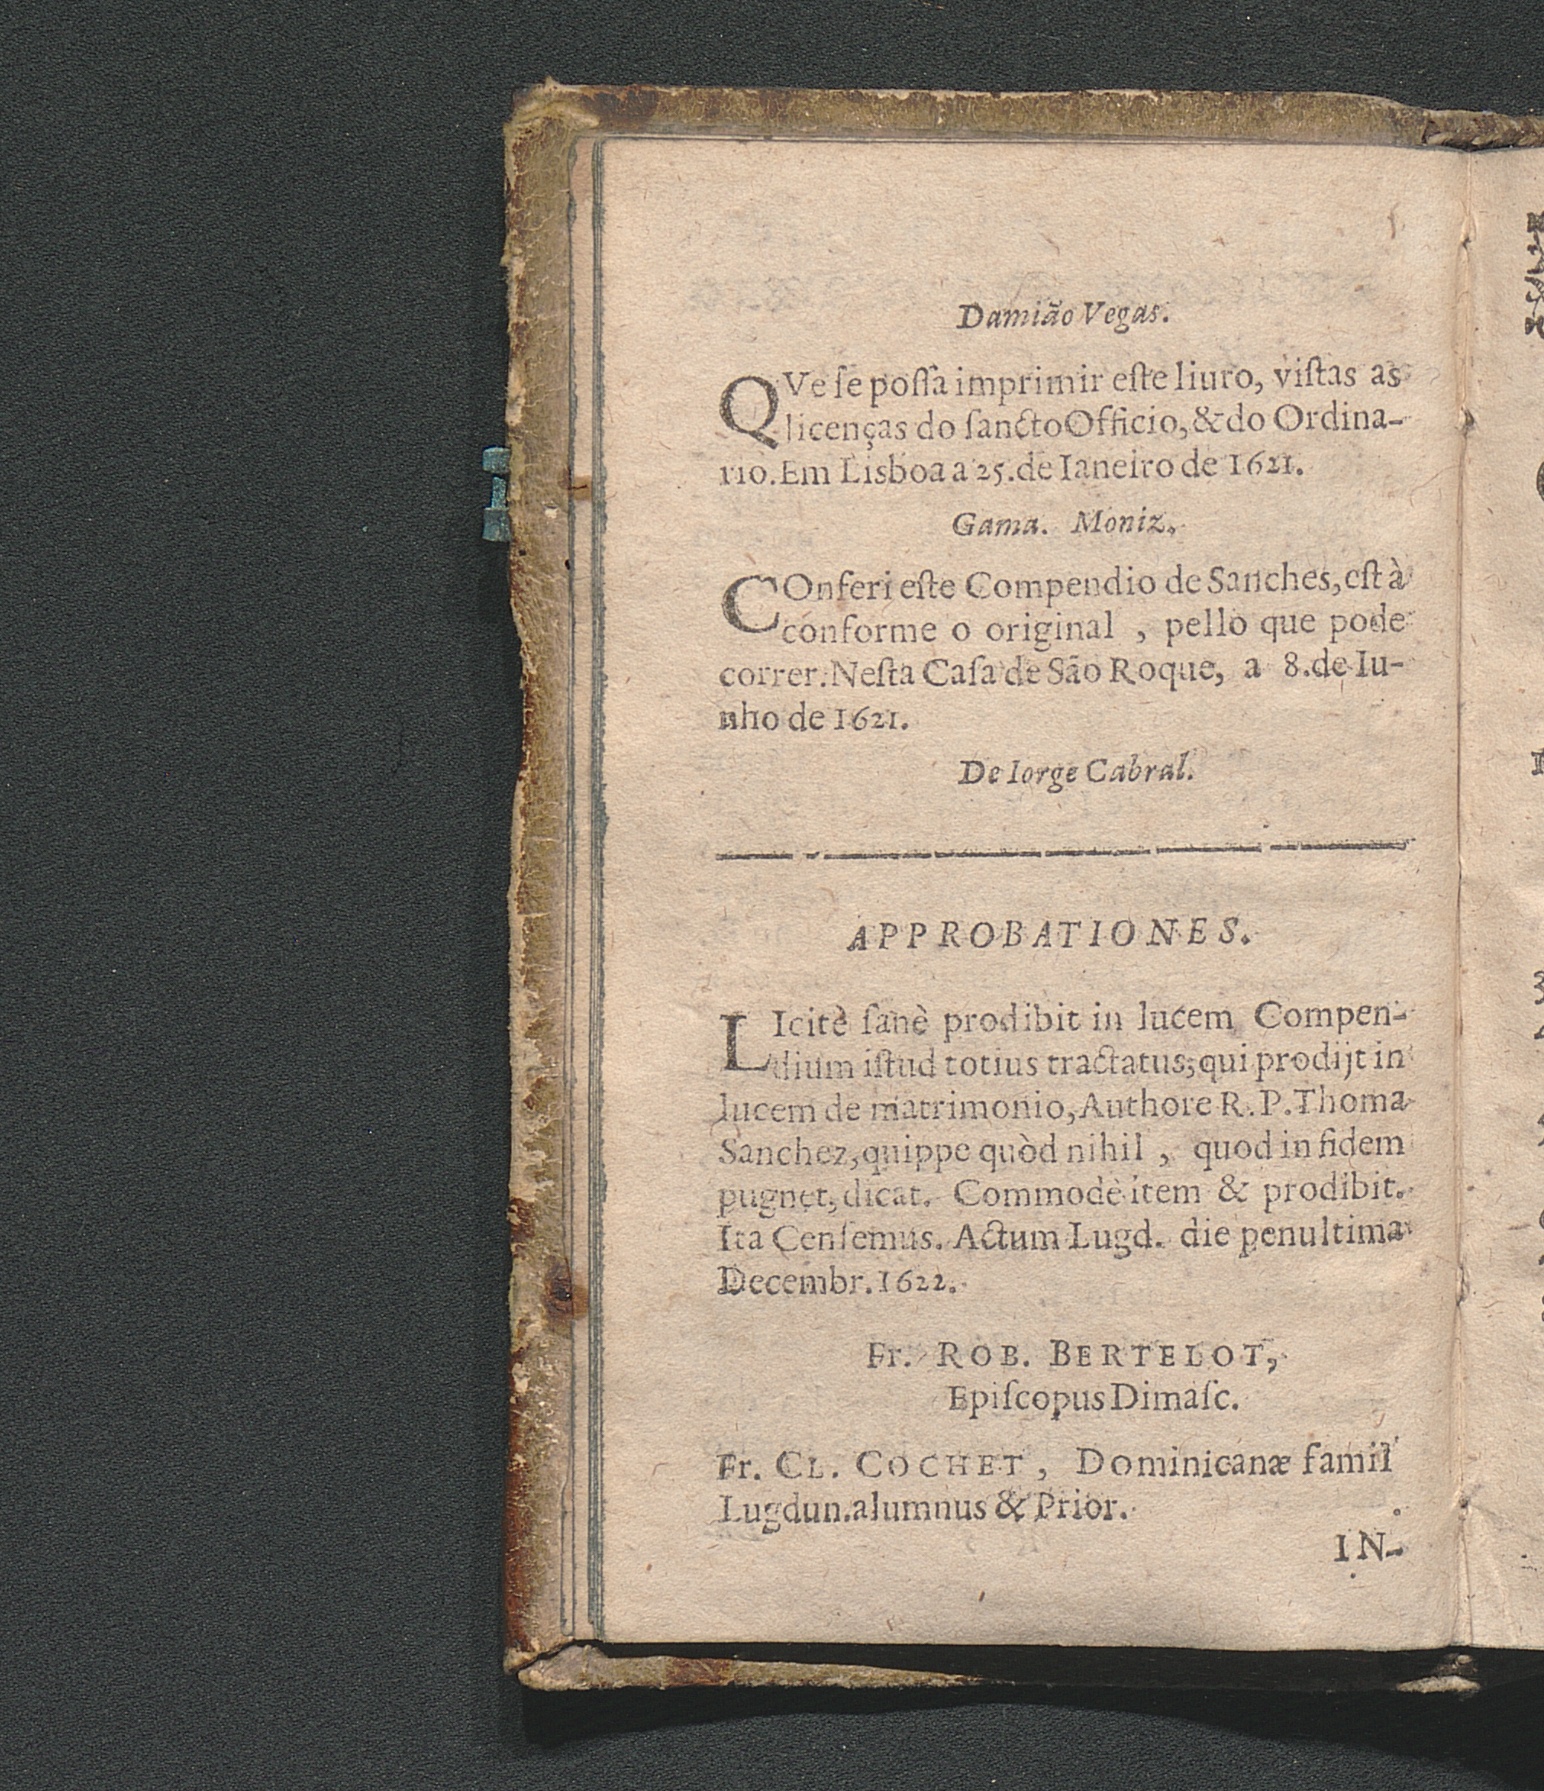 Damião Vegas.
QVe ſe poſſa imprimir eſte liuro, viſtas as
licenças do ſancto Officio, & do Ordina-
rio. Em Lisboa a 25. de Ianeiro de 1621.
Gama. Moniz.
COnferi eſte Compendio de Sanches, eſt à
conforme o original , pello que pode
correr. Neſta Caſa de São Roque, a 8. de Iu-
nho de 1621.
De Iorge Cabral.
APPROBATIONES.
LIcitè ſanè prodibit in lucem Compen-
dium iſtud totius tractatus; qui prodijt in
lucem de matrimonio, Authore R. P. Thoma
Sanchez, quippe quòd nihil , quod in fidem
pugnet, dicat. Commodè item & prodibit.
Ita Cenſemus. Actum Lugd. die penultima
Decembr. 1622.
Fr. ROB. BERTELOT,
Epiſcopus Dimaſc.
Fr. CL. COCHET , Dominicanæ famil
Lugdun. alumnus & Prior.
IN-